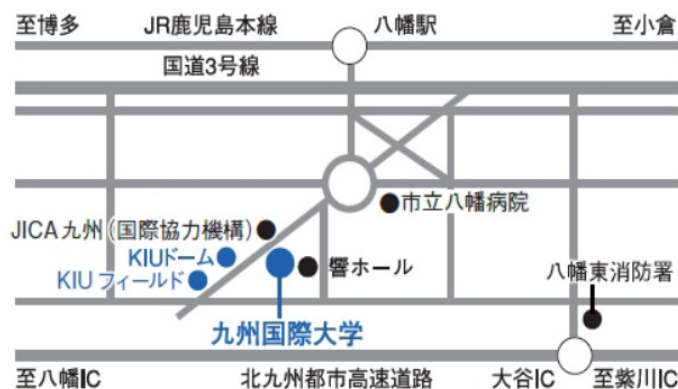 至博多 JR鹿児島本線 八幡駅 至小倉
国道3号線
市立八幡病院
JICA九州(国際協力機構)
KIUドーム
KIUフィールド
響ホール
八幡東消防署
九州国際大学
至八幡IC 北九州都市高速道路 大谷IC 至紫川IC